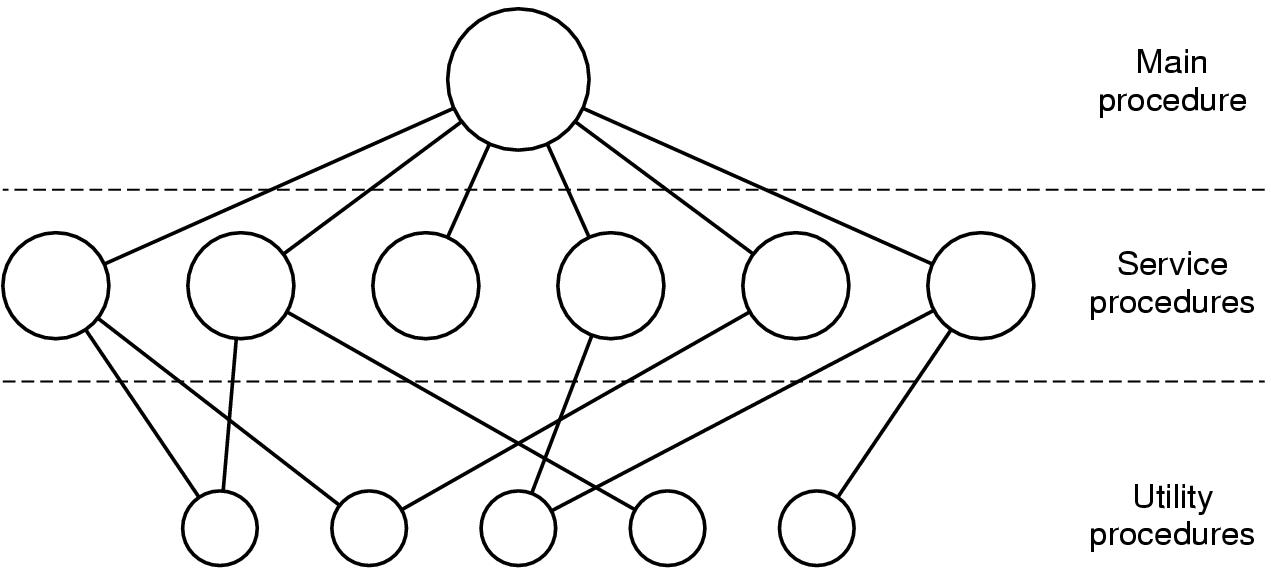 Main
procedure
Service
procedures
Utility
procedures